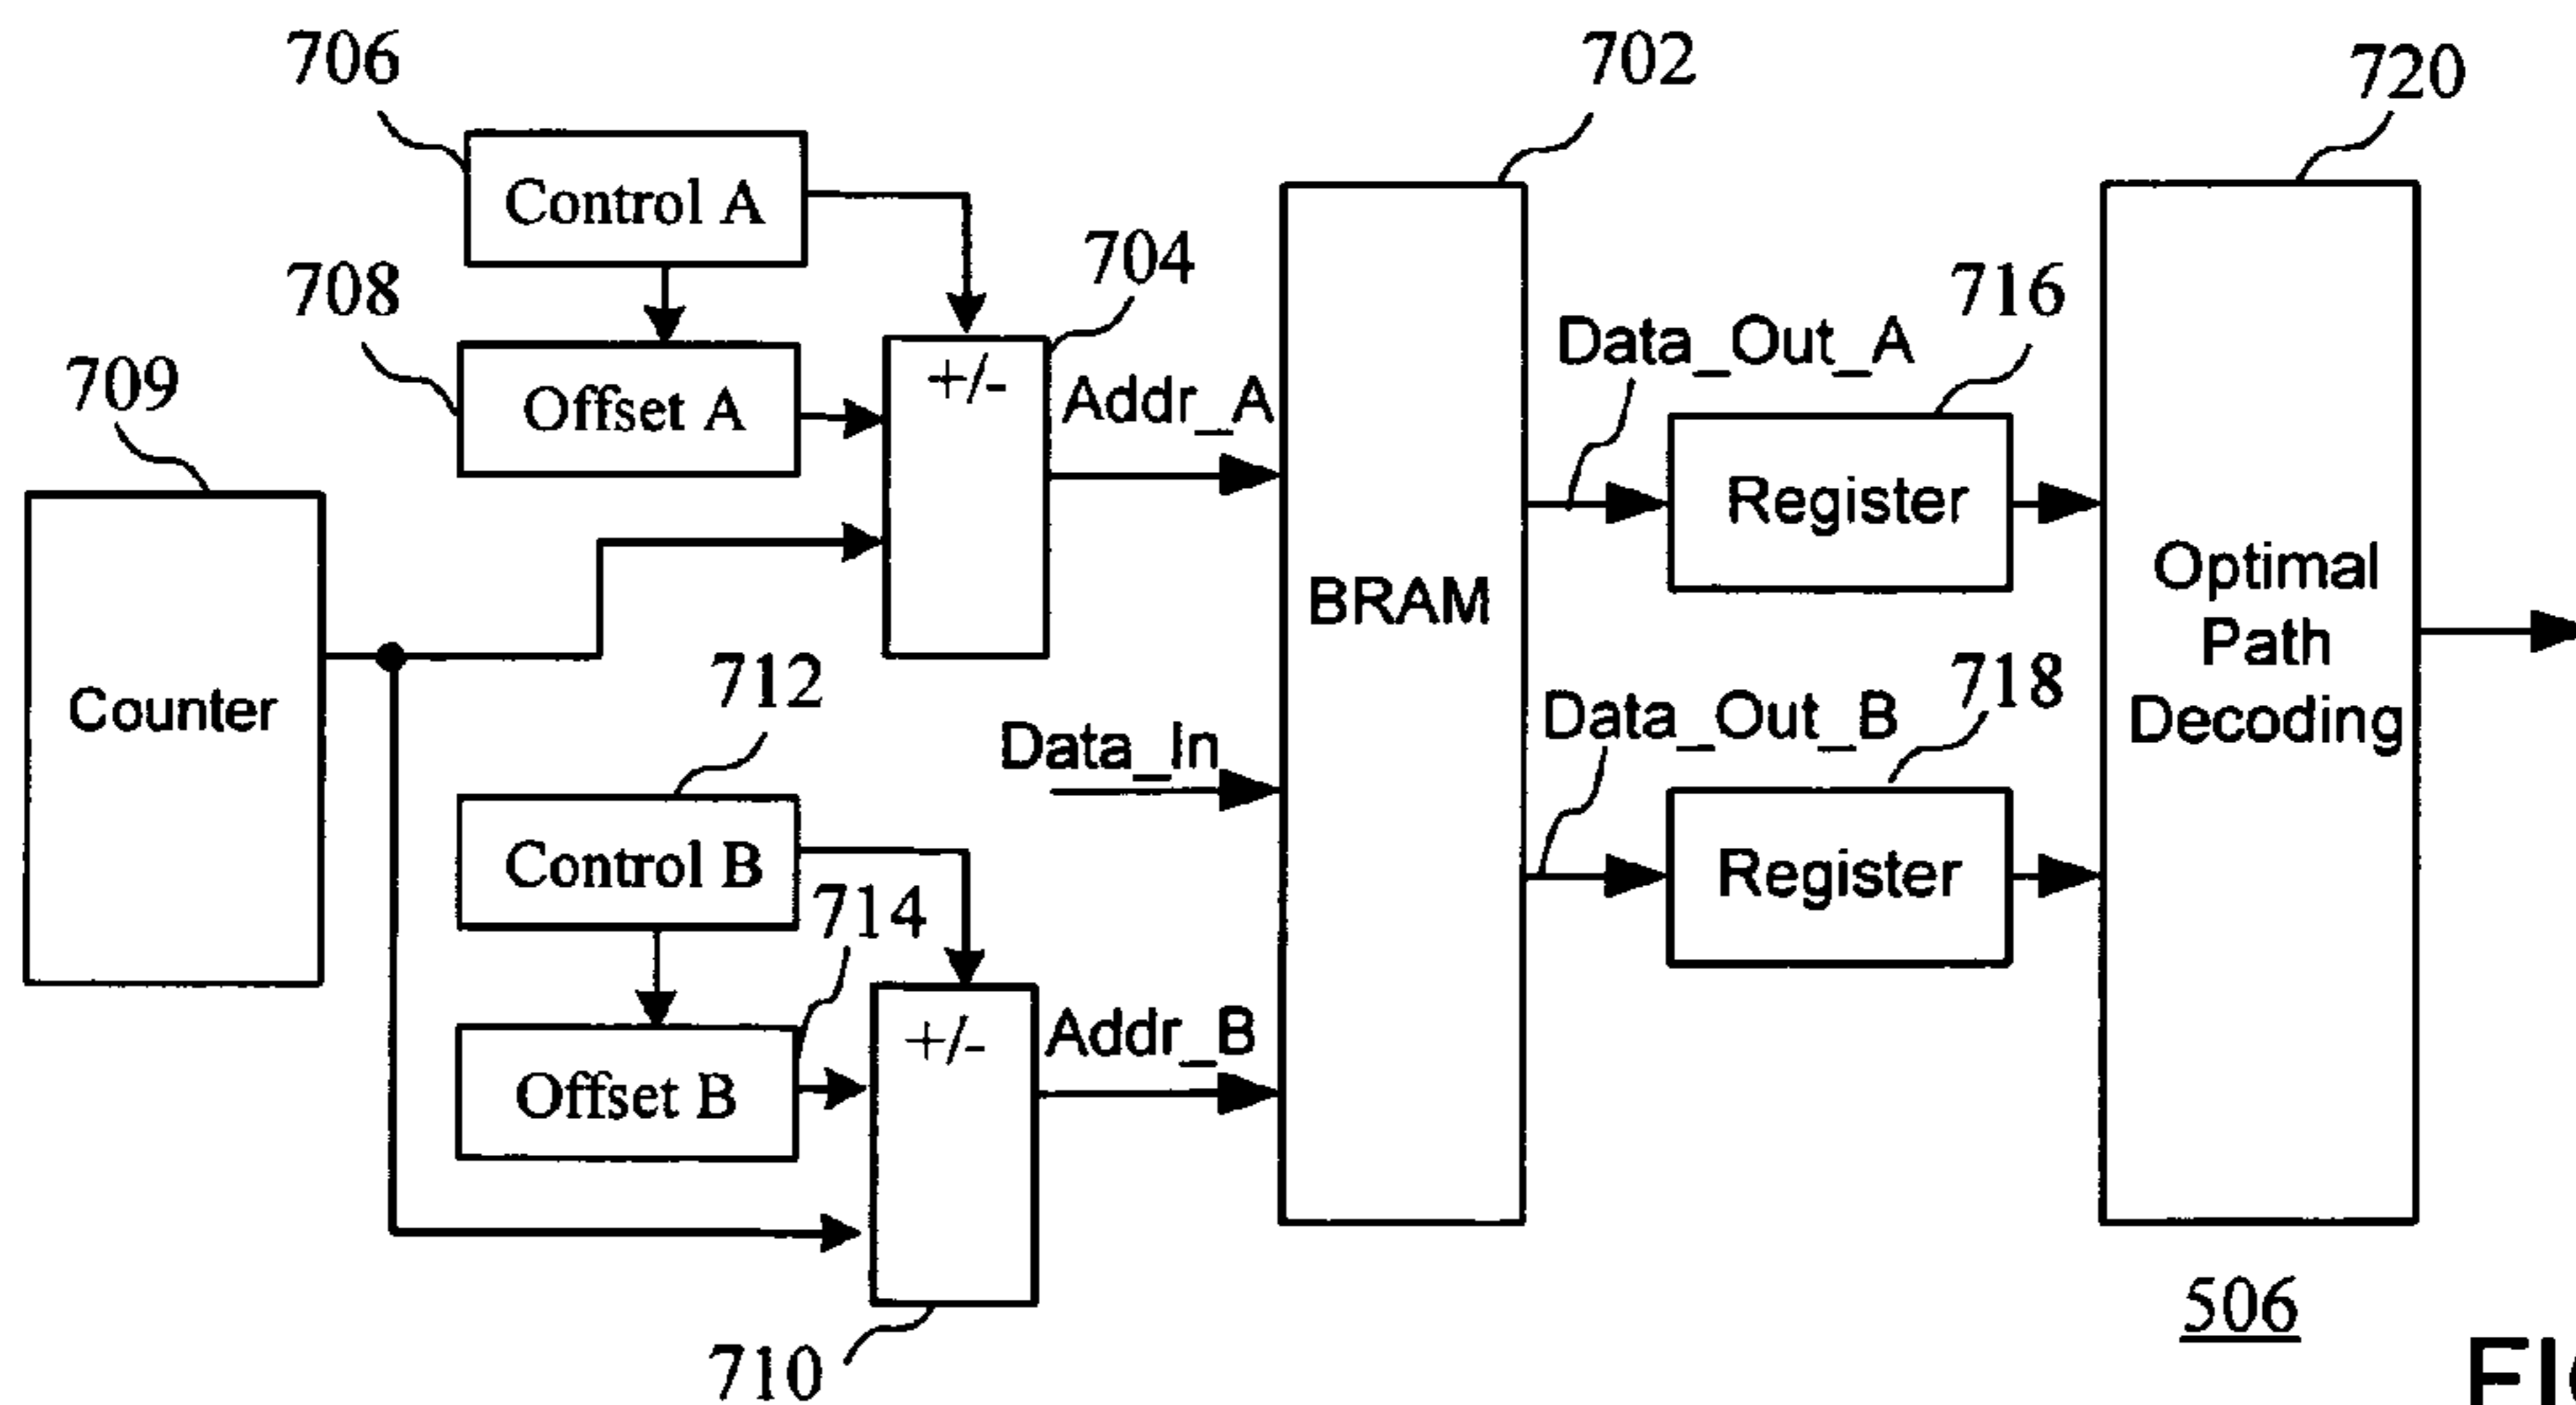 706
702
720
Control A
704
708
716
Data_Out_A
709
+/-
Addr_A
Offset A
Register
Optimal
Path
Decoding
BRAM
Counter
712
718
Data_In
Data_Out_B
Control B
Register
714
+/-
Addr_B
Offset B
506
710